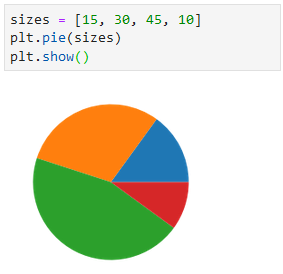 sizes = [15, 30, 45, 10]
plt.pie(sizes)
plt.show()